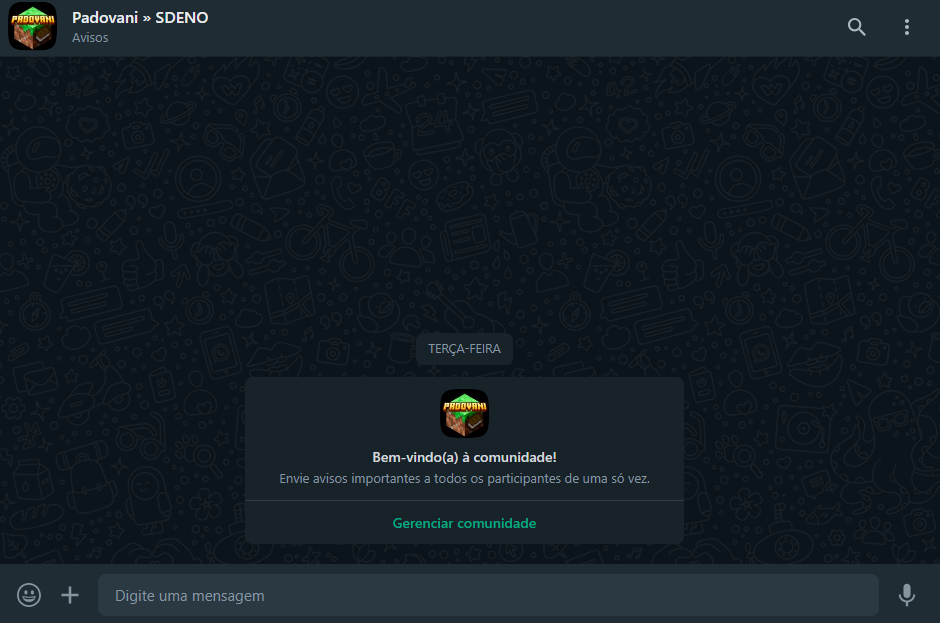 PADOVANI
Padovani » SDENO
Avisos
24
TERÇA-FEIRA
PADOVANI
Bem-vindo(a) à comunidade!
Envie avisos importantes a todos os participantes de uma só vez.
Gerenciar comunidade
Digite uma mensagem